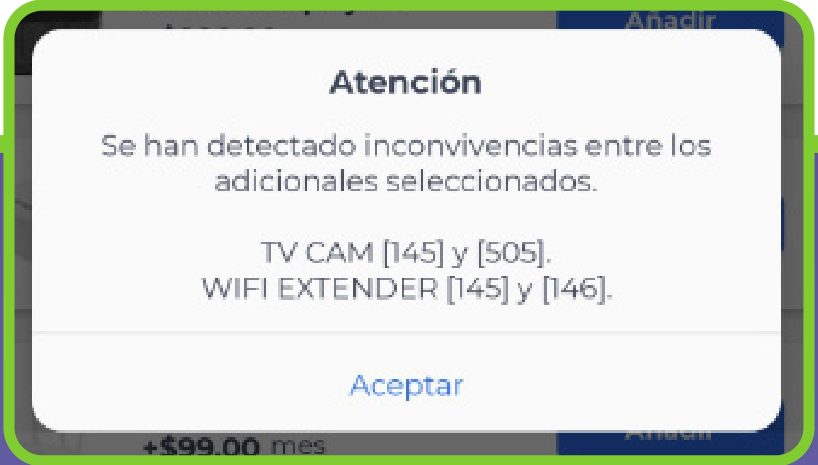 Añadir
Atención
Se han detectado inconvivencias entre los
adicionales seleccionados.
TV CAM [145] y [505].
WIFI EXTENDER [145] y [146].
Aceptar
+$99.00 mes
Añadir